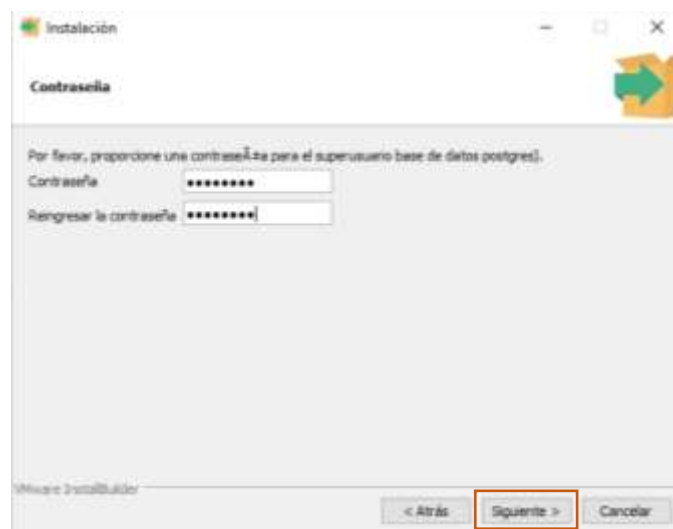 Instalación
Contraseña
Por favor, proporcione una contraseÃ±a para el superusuario base de datos postgres).
Contraseña ••••••••
Reingresar la contraseña ••••••••
VMware InstallBuilder
< Atrás Siguiente > Cancelar